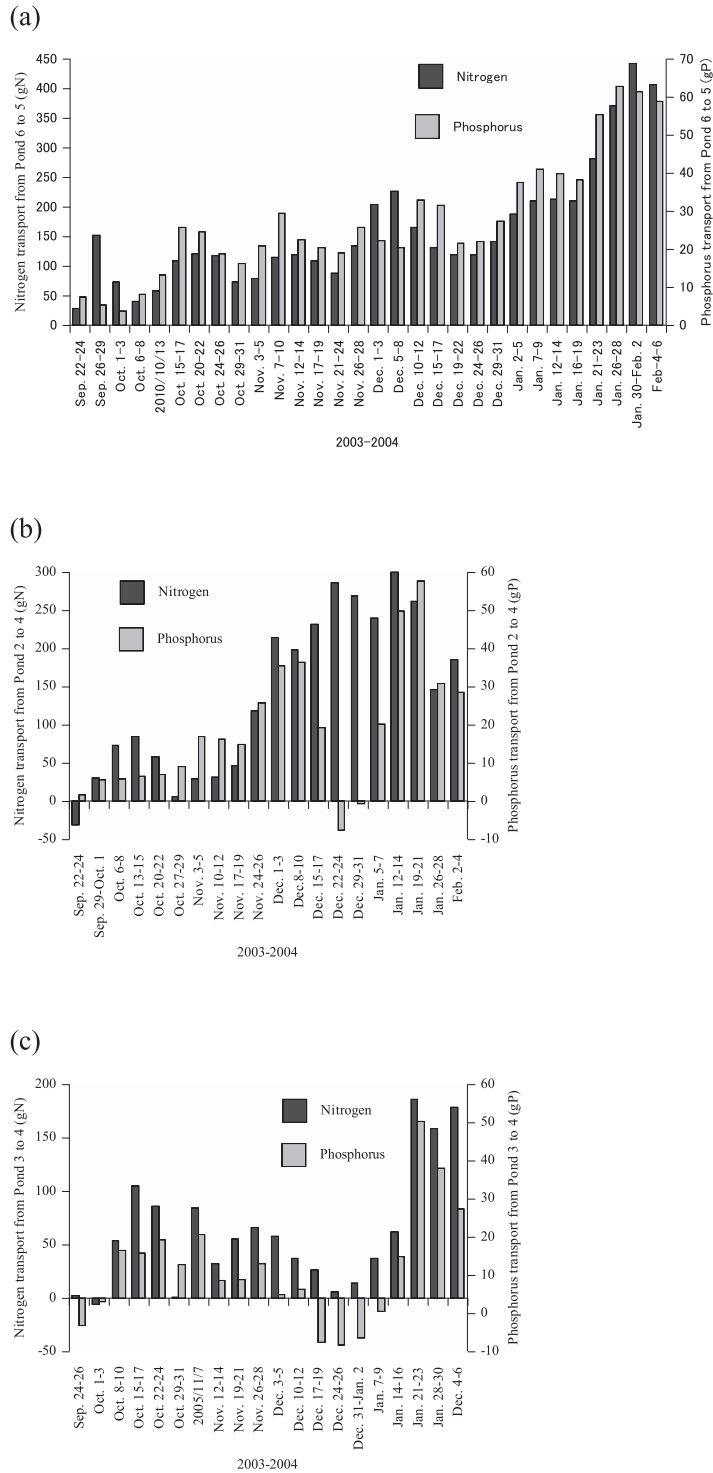 (a)
Nitrogen transport from Pond 6 to 5 (gN)
450
400
350
300
250
200
150
100
50
0
Nitrogen
Phosphorus
70
60
50
40
30
20
10
0
Phosphorus transport from Pond 6 to 5 (gP)
Sep. 22-24
Sep. 26-29
Oct. 1-3
Oct. 6-8
2010/10/13
Oct. 15-17
Oct. 20-22
Oct. 24-26
Oct. 29-31
Nov. 3-5
Nov. 7-10
Nov. 12-14
Nov. 17-19
Nov. 21-24
Nov. 26-28
Dec. 1-3
Dec. 5-8
Dec. 10-12
Dec. 15-17
Dec. 19-22
Dec. 24-26
Dec. 29-31
Jan. 2-5
Jan. 7-9
Jan. 12-14
Jan. 16-19
Jan. 21-23
Jan. 26-28
Jan. 30-Feb. 2
Feb-4-6
2003-2004
(b)
Nitrogen transport from Pond 2 to 4 (gN)
300
250
200
150
100
50
0
-50
Nitrogen
Phosphorus
60
50
40
30
20
10
0
-10
Phosphorus transport from Pond 2 to 4 (gP)
Sep. 22-24
Sep. 29-Oct. 1
Oct. 6-8
Oct. 13-15
Oct. 20-22
Oct. 27-29
Nov. 3-5
Nov. 10-12
Nov. 17-19
Nov. 24-26
Dec. 1-3
Dec.8-10
Dec. 15-17
Dec. 22-24
Dec. 29-31
Jan. 5-7
Jan. 12-14
Jan. 19-21
Jan. 26-28
Feb. 2-4
2003-2004
(c)
Nitrogen transport from Pond 3 to 4 (gN)
200
150
100
50
0
-50
Nitrogen
Phosphorus
60
50
40
30
20
10
0
-10
Phosphorus transport from Pond 3 to 4 (gP)
Sep. 24-26
Oct. 1-3
Oct. 8-10
Oct. 15-17
Oct. 22-24
Oct. 29-31
2005/11/7
Nov. 12-14
Nov. 19-21
Nov. 26-28
Dec. 3-5
Dec. 10-12
Dec. 17-19
Dec. 24-26
Dec. 31-Jan. 2
Jan. 7-9
Jan. 14-16
Jan. 21-23
Jan. 28-30
Dec. 4-6
2003-2004